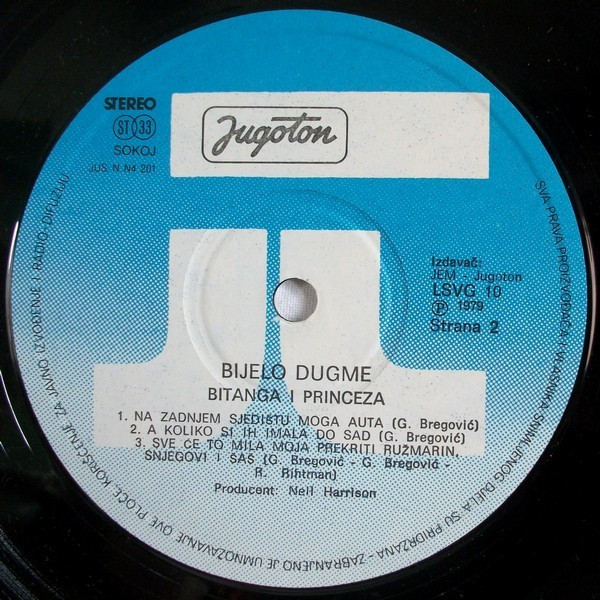 STEREO
ST 33
SOKOJ
JUS N. N4 201
Jugoton
Izdavač:
JEM - Jugoton
LSVG 10
Ⓟ 1979
Strana 2
BIJELO DUGME
BITANGA I PRINCEZA
1. NA ZADNJEM SJEDIŠTU MOGA AUTA (G. Bregović)
2. A KOLIKO SI IH IMALA DO SAD (G. Bregović)
3. SVE ĆE TO MILA MOJA PREKRITI RUŽMARIN,
SNJEGOVI I ŠAŠ (G. Bregović - G. Bregović -
R. Rihtman)
Producent: Neil Harrison
SVA PRAVA PROIZVOĐAČA I VLASNIKA SNIMLJENOG DJELA SU PRIDRŽANA - ZABRANJENO JE UMNOŽAVANJE OVE PLOČE, KORIŠĆENJE ZA JAVNO IZVOĐENJE I RADIO-DIFUZIJU